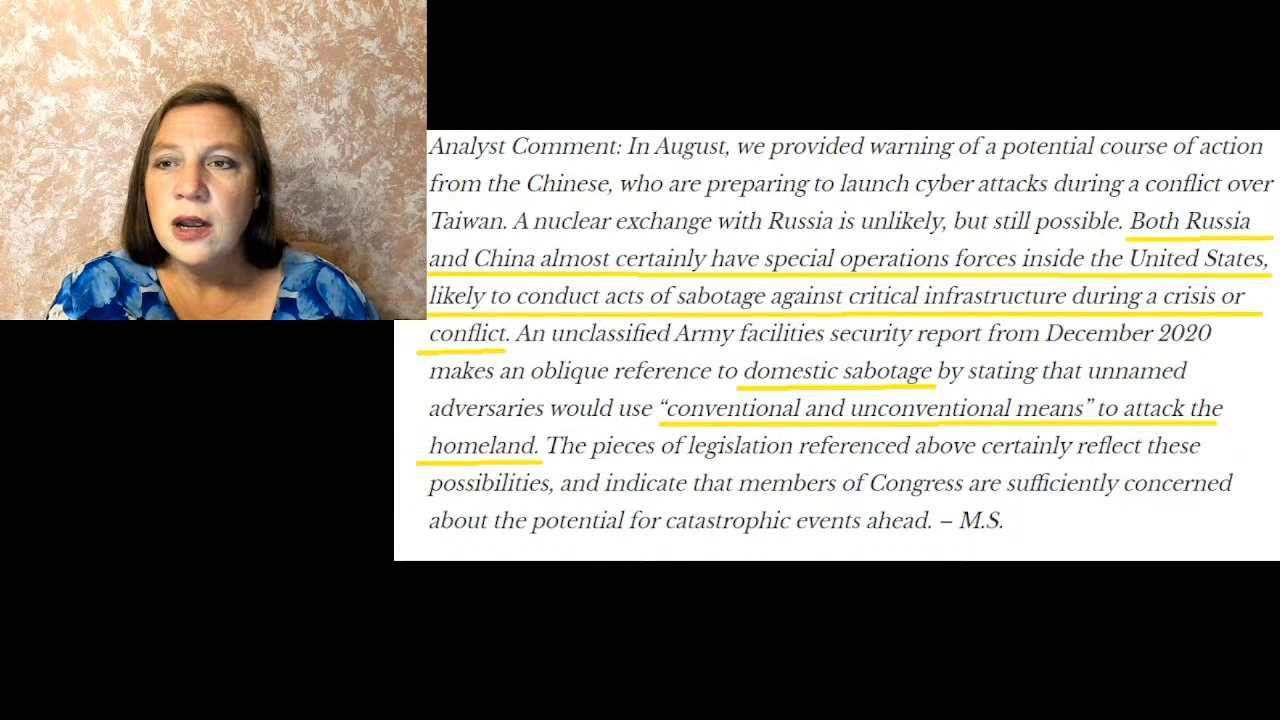 Analyst Comment: In August, we provided warning of a potential course of action
from the Chinese, who are preparing to launch cyber attacks during a conflict over
Taiwan. A nuclear exchange with Russia is unlikely, but still possible. Both Russia
and China almost certainly have special operations forces inside the United States,
likely to conduct acts of sabotage against critical infrastructure during a crisis or
conflict. An unclassified Army facilities security report from December 2020
makes an oblique reference to domestic sabotage by stating that unnamed
adversaries would use “conventional and unconventional means” to attack the
homeland. The pieces of legislation referenced above certainly reflect these
possibilities, and indicate that members of Congress are sufficiently concerned
about the potential for catastrophic events ahead. – M.S.